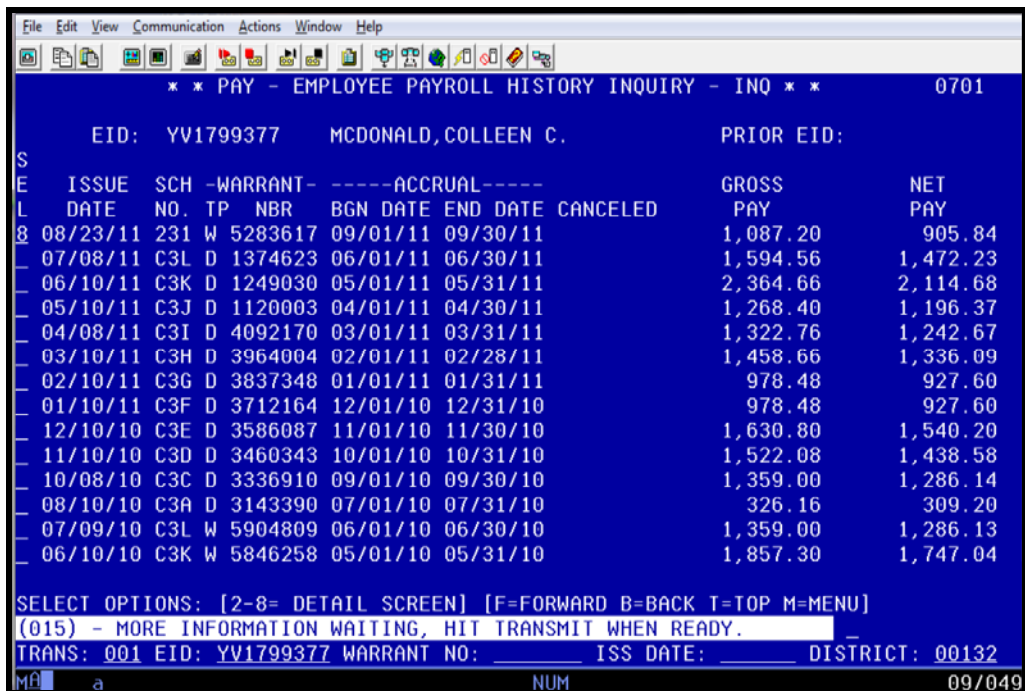 File Edit View Communication Actions Window Help
* * PAY - EMPLOYEE PAYROLL HISTORY INQUIRY - INQ * * 0701
EID: YV1799377 MCDONALD,COLLEEN C. PRIOR EID:
S
E ISSUE SCH -WARRANT- -----ACCRUAL----- GROSS NET
L DATE NO. TP NBR BGN DATE END DATE CANCELED PAY PAY
8 08/23/11 231 W 5283617 09/01/11 09/30/11 1,087.20 905.84
_ 07/08/11 C3L D 1374623 06/01/11 06/30/11 1,594.56 1,472.23
_ 06/10/11 C3K D 1249030 05/01/11 05/31/11 2,364.66 2,114.68
_ 05/10/11 C3J D 1120003 04/01/11 04/30/11 1,268.40 1,196.37
_ 04/08/11 C3I D 4092170 03/01/11 03/31/11 1,322.76 1,242.67
_ 03/10/11 C3H D 3964004 02/01/11 02/28/11 1,458.66 1,336.09
_ 02/10/11 C3G D 3837348 01/01/11 01/31/11 978.48 927.60
_ 01/10/11 C3F D 3712164 12/01/10 12/31/10 978.48 927.60
_ 12/10/10 C3E D 3586087 11/01/10 11/30/10 1,630.80 1,540.20
_ 11/10/10 C3D D 3460343 10/01/10 10/31/10 1,522.08 1,438.58
_ 10/08/10 C3C D 3336910 09/01/10 09/30/10 1,359.00 1,286.14
_ 08/10/10 C3A D 3143390 07/01/10 07/31/10 326.16 309.20
_ 07/09/10 C3L W 5904809 06/01/10 06/30/10 1,359.00 1,286.13
_ 06/10/10 C3K W 5846258 05/01/10 05/31/10 1,857.30 1,747.04
SELECT OPTIONS: [2-8= DETAIL SCREEN] [F=FORWARD B=BACK T=TOP M=MENU]
(015) - MORE INFORMATION WAITING, HIT TRANSMIT WHEN READY. _
TRANS: 001 EID: YV1799377 WARRANT NO: _______ ISS DATE: ______ DISTRICT: 00132
MA a NUM 09/049